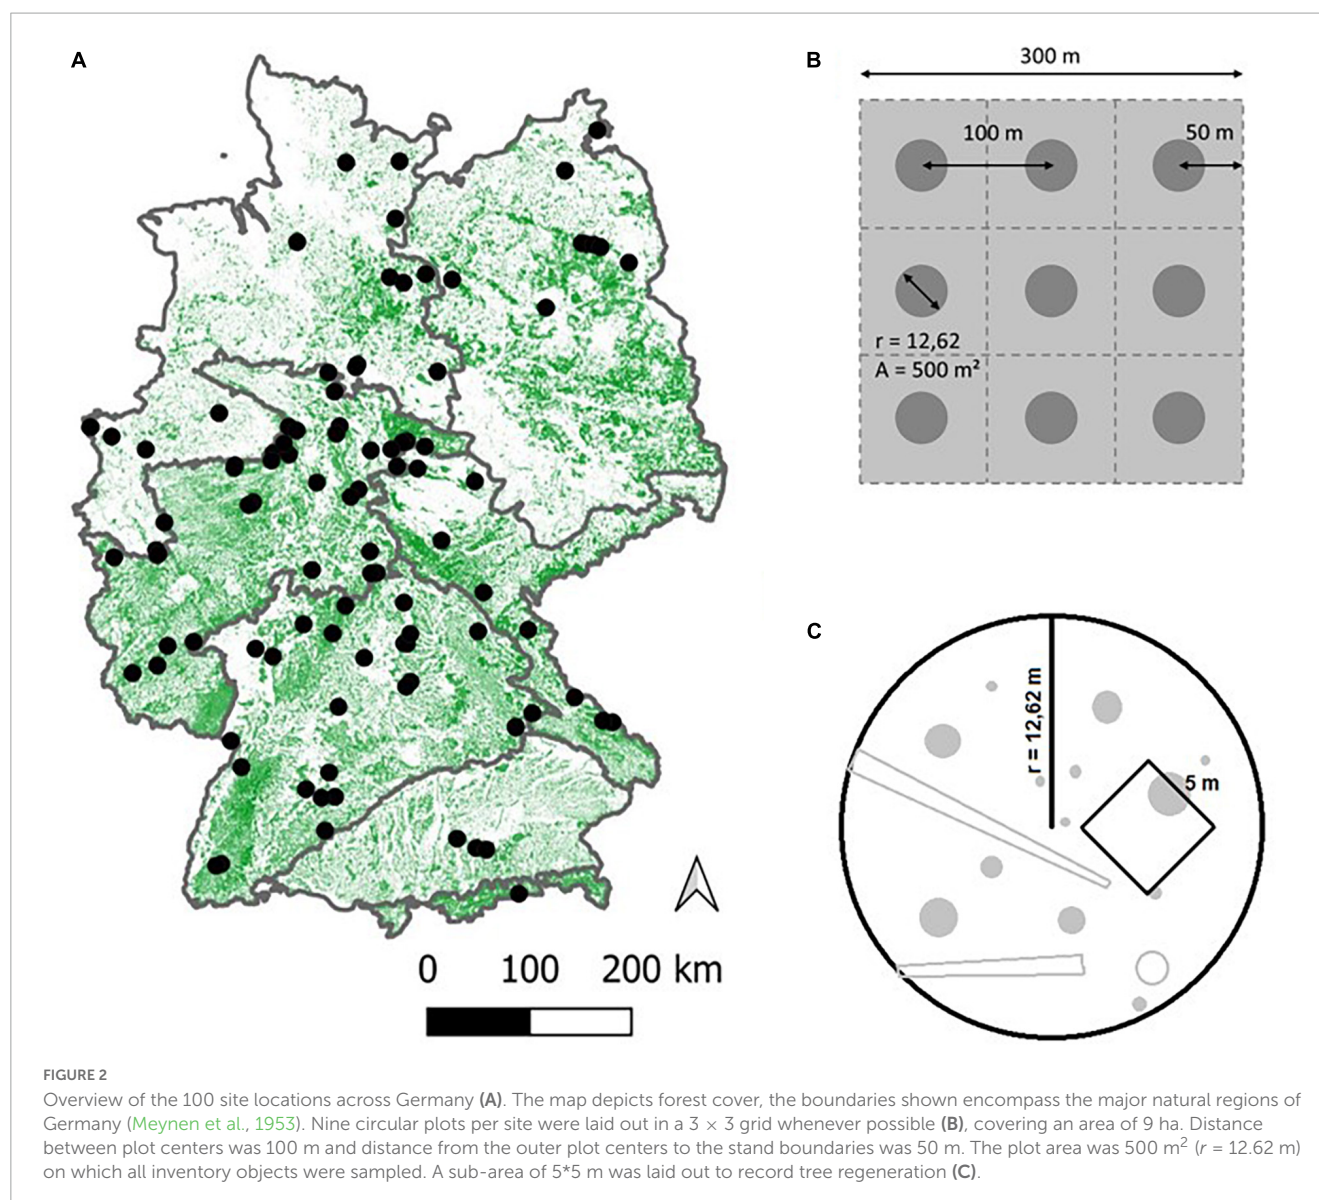 A
B
300 m
100 m
50 m
r = 12,62
A = 500 m²
C
r = 12,62 m
5 m
0 100 200 km
FIGURE 2
Overview of the 100 site locations across Germany (A). The map depicts forest cover, the boundaries shown encompass the major natural regions of
Germany (Meynen et al., 1953). Nine circular plots per site were laid out in a 3 × 3 grid whenever possible (B), covering an area of 9 ha. Distance
between plot centers was 100 m and distance from the outer plot centers to the stand boundaries was 50 m. The plot area was 500 m² (r = 12.62 m)
on which all inventory objects were sampled. A sub-area of 5*5 m was laid out to record tree regeneration (C).